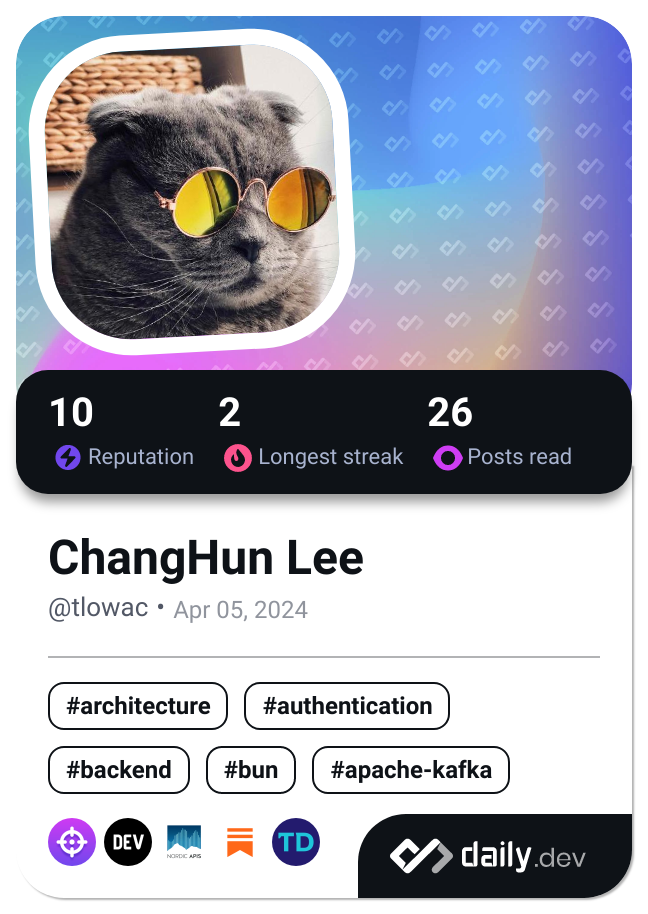 10 2 26
Reputation Longest streak Posts read
ChangHun Lee
@tlowac • Apr 05, 2024
#architecture #authentication
#backend #bun #apache-kafka
DEV NORDIC APIS TD daily.dev